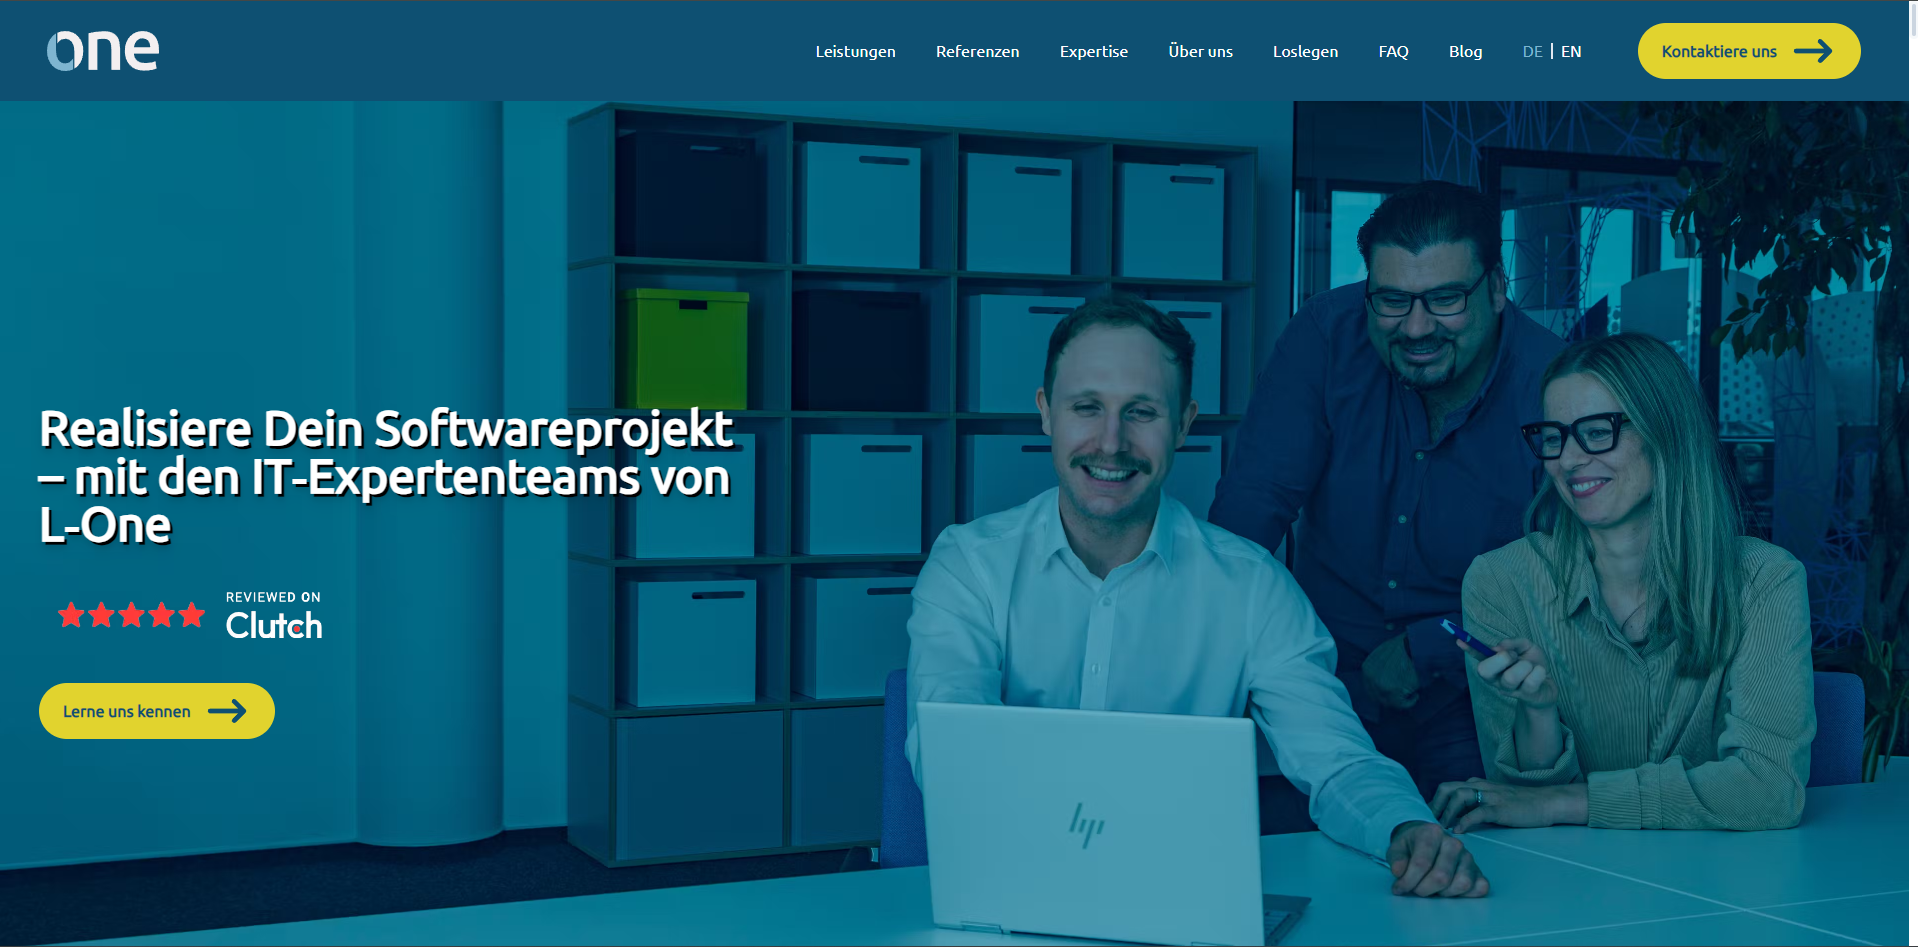 one
Leistungen
Referenzen
Expertise
Über uns
Loslegen
FAQ
Blog
DE | EN
Kontaktiere uns
Realisiere Dein Softwareprojekt
– mit den IT-Expertenteams von
L-One
REVIEWED ON
Clutch
Lerne uns kennen
hp